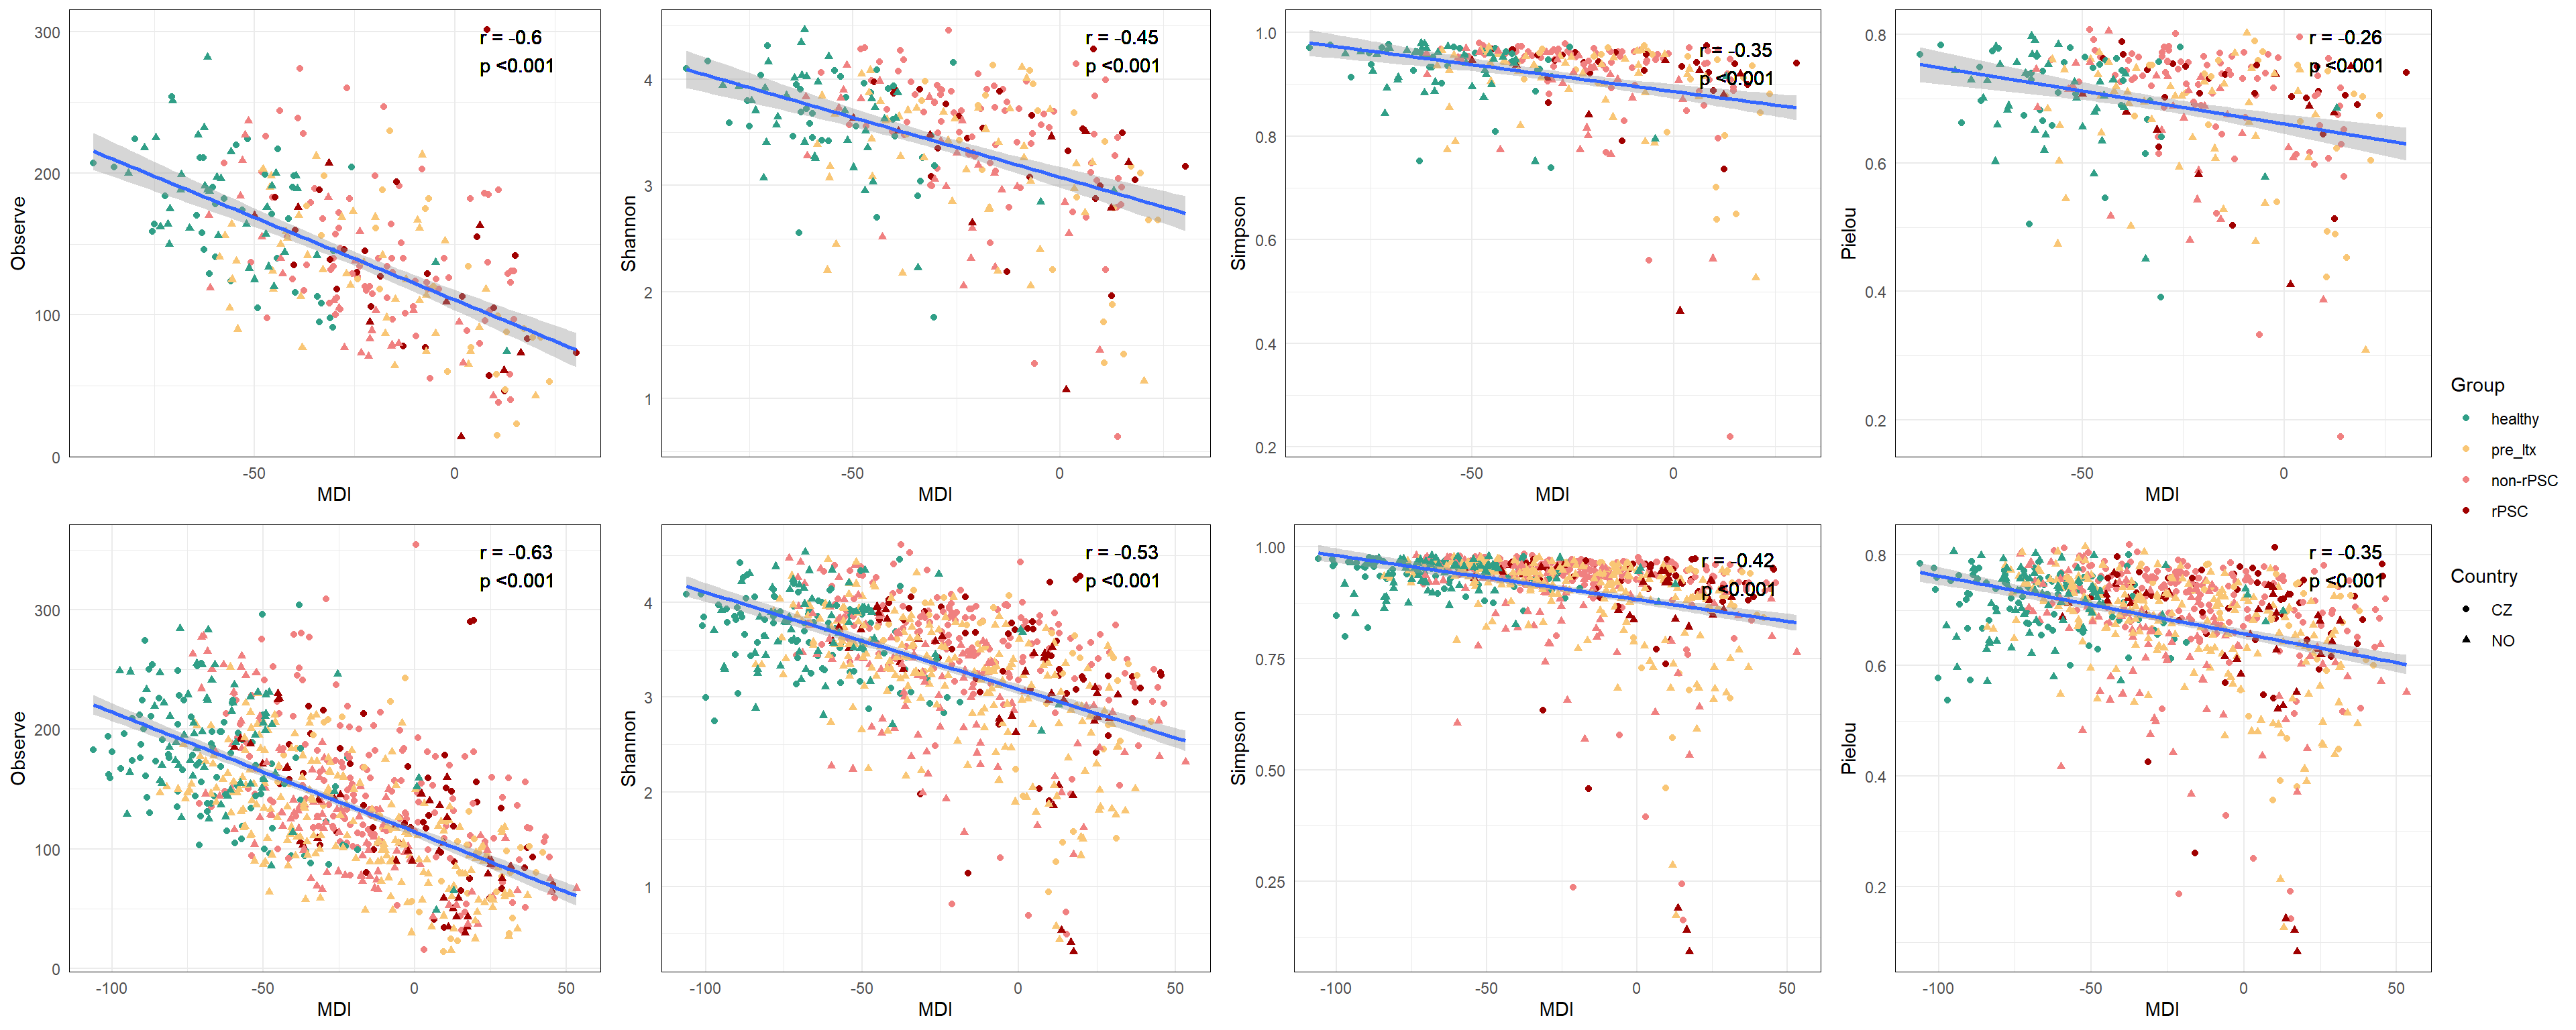 r = -0.6
p <0.001
300
200
100
0
Observe
-50
0
MDI
r = -0.45
p <0.001
4
3
2
1
Shannon
-50
0
MDI
r = -0.35
p <0.001
1.0
0.8
0.6
0.4
0.2
Simpson
-50
0
MDI
r = -0.26
p <0.001
0.8
0.6
0.4
0.2
Pielou
-50
0
MDI
r = -0.63
p <0.001
300
200
100
0
Observe
-100
-50
0
50
MDI
r = -0.53
p <0.001
4
3
2
1
Shannon
-100
-50
0
50
MDI
r = -0.42
p <0.001
1.00
0.75
0.50
0.25
Simpson
-100
-50
0
50
MDI
r = -0.35
p <0.001
0.8
0.6
0.4
0.2
Pielou
-100
-50
0
50
MDI
Group
healthy
pre_ltx
non-rPSC
rPSC
Country
CZ
NO